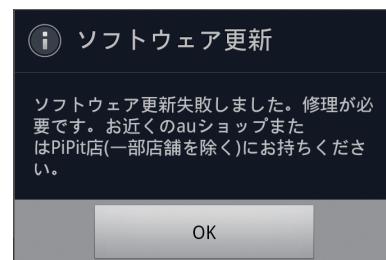 ソフトウェア更新
ソフトウェア更新失敗しました。修理が必
要です。お近くのauショップまた
はPiPit店(一部店舗を除く)にお持ちくださ
い。
OK